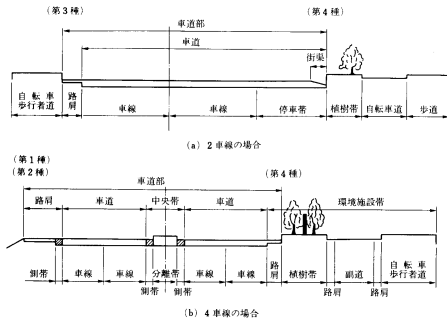 (第3種) (第4種)
車道部
車道
街渠
自転車歩行者道 路肩 車線 車線 停車帯 植樹帯 自転車道 歩道
(a) 2車線の場合
(第1種)
(第2種) (第4種)
車道部
路肩 車道 中央帯 車道 環境施設帯
側帯 車線 車線 分離帯 車線 車線 路肩 植樹帯 副道 自転車歩行者道
側帯 側帯 路肩 路肩
(b) 4車線の場合